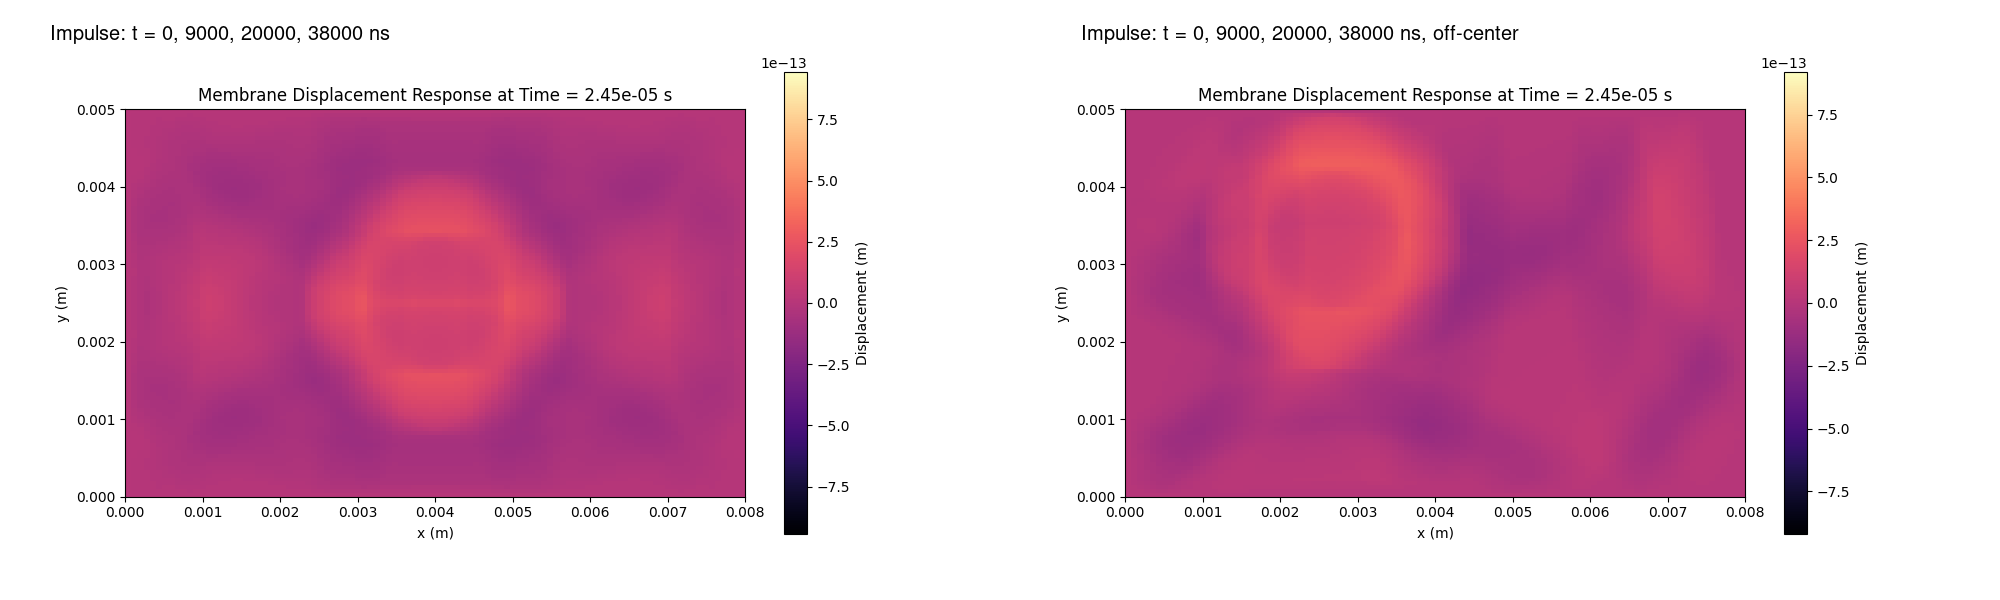 Impulse: t = 0, 9000, 20000, 38000 ns
1e−13
Membrane Displacement Response at Time = 2.45e-05 s
0.005
0.004
0.003
0.002
0.001
0.000
y (m)
0.000 0.001 0.002 0.003 0.004 0.005 0.006 0.007 0.008
x (m)
7.5
5.0
2.5
0.0
−2.5
−5.0
−7.5
Displacement (m)
Impulse: t = 0, 9000, 20000, 38000 ns, off-center
1e−13
Membrane Displacement Response at Time = 2.45e-05 s
0.005
0.004
0.003
0.002
0.001
0.000
y (m)
0.000 0.001 0.002 0.003 0.004 0.005 0.006 0.007 0.008
x (m)
7.5
5.0
2.5
0.0
−2.5
−5.0
−7.5
Displacement (m)